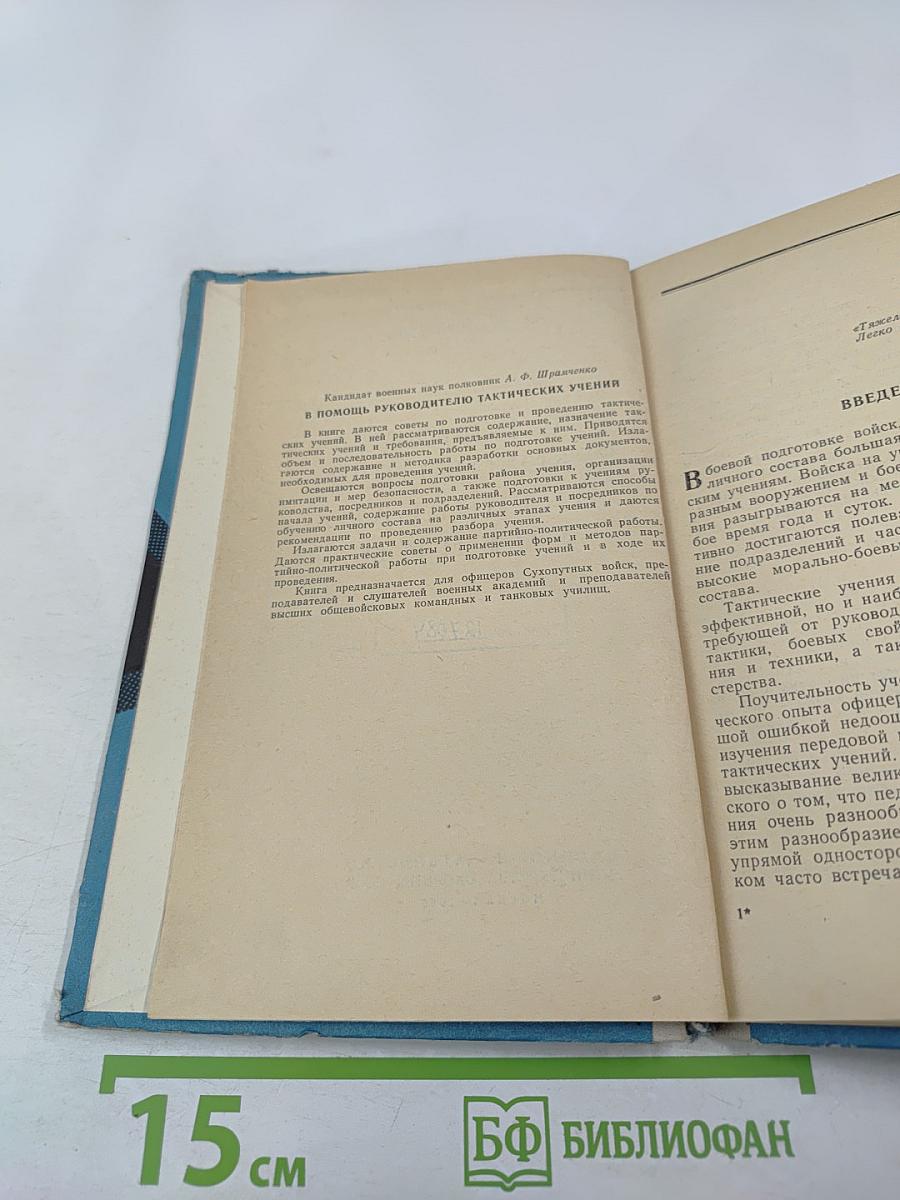 Кандидат военных наук полковник А. Ф. Шрамченко
В ПОМОЩЬ РУКОВОДИТЕЛЮ ТАКТИЧЕСКИХ УЧЕНИЙ
В книге даются советы по подготовке и проведению тактиче-
ских учений. В ней рассматриваются содержание, назначение так-
тических учений и требования, предъявляемые к ним. Приводятся
объем и последовательность работы по подготовке учений. Изла-
гаются содержание и методика разработки основных документов,
необходимых для проведения учений.
Освещаются вопросы подготовки района учения, организации
имитации и мер безопасности, а также подготовки к учениям ру-
ководства, посредников и подразделений. Рассматриваются способы
начала учений, содержание работы руководителя и посредников по
обучению личного состава на различных этапах учения и даются
рекомендации по проведению разбора учения.
Излагаются задачи и содержание партийно-политической работы.
Даются практические советы о применении форм и методов пар-
тийно-политической работы при подготовке учений и в ходе их
проведения.
Книга предназначается для офицеров Сухопутных войск, пре-
подавателей и слушателей военных академий и преподавателей
высших общевойсковых командных и танковых училищ.
«Тяжел
Легко
ВВЕДЕ
В боевой подготовке войск,
личного состава большая
ским учениям. Войска на у
разным вооружением и бое
вия разыгрываются на ме
бое время года и суток.
тивно достигаются полева
ние подразделений и час
высокие морально-боевы
состава.
Тактические учения
эффективной, но и наиб
требующей от руковод
тактики, боевых свой
ния и техники, а так
стерства.
Поучительность уч
ческого опыта офицер
шой ошибкой недооц
изучения передовой
тактических учений.
высказывание велик
ского о том, что пед
ния очень разнообр
этим разнообразие
упрямой односторо
ком часто встреча
1*
15 см
БФ БИБЛИОФАН